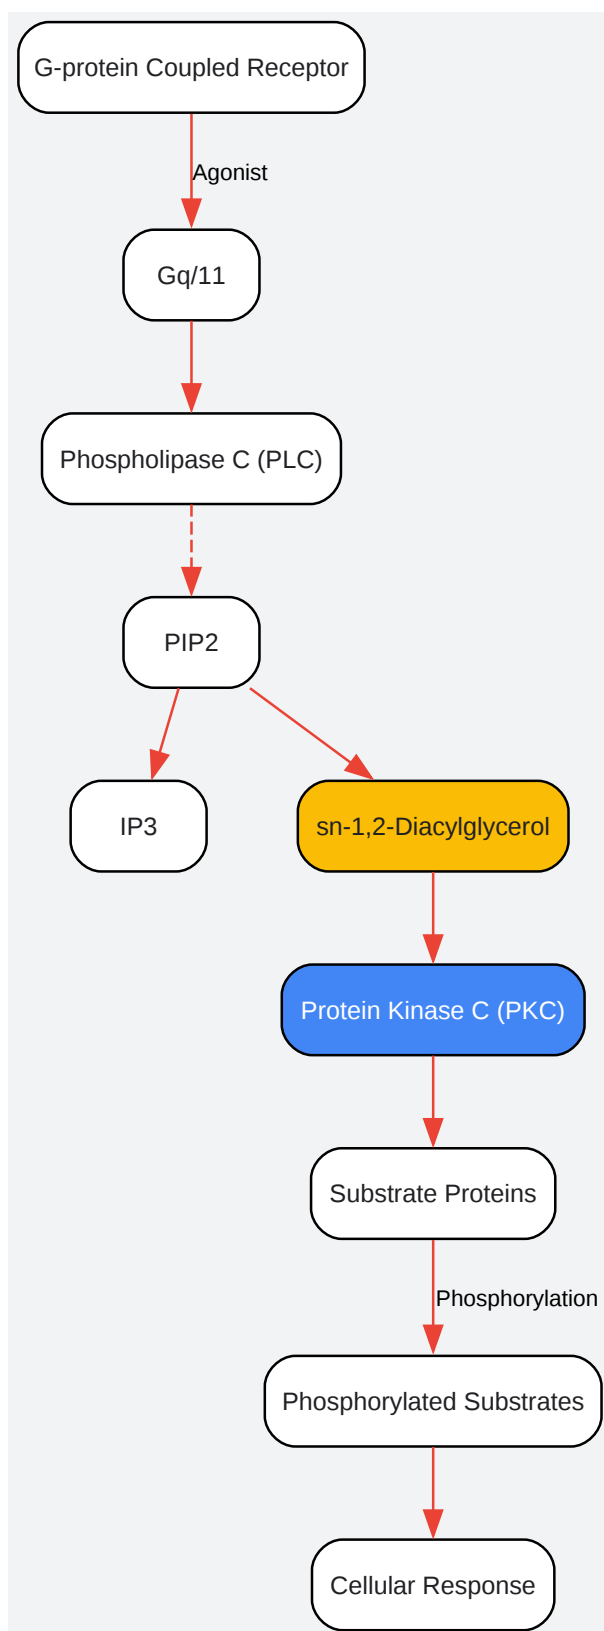 G-protein Coupled Receptor
Agonist
Gq/11
Phospholipase C (PLC)
PIP2
IP3
sn-1,2-Diacylglycerol
Protein Kinase C (PKC)
Substrate Proteins
Phosphorylation
Phosphorylated Substrates
Cellular Response